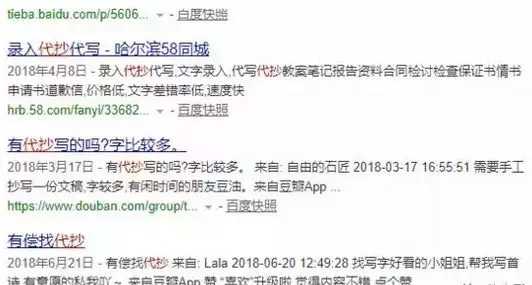 tieba.baidu.com/p/5606... - 百度快照
录入代抄代写 - 哈尔滨58同城
2018年4月8日 - 录入代抄代写,文字录入,代写代抄教案笔记报告资料合同检讨检查保证书情书
申请书道歉信,价格低,文字差错率低,速度快
hrb.58.com/fanyi/33682... - 百度快照
有代抄写的吗?字比较多。
2018年3月17日 - 有代抄写的吗?字比较多。 来自: 自由的石匠 2018-03-17 16:55:51 需要手工
抄写一份文稿,字较多,有闲时间的朋友豆油。来自豆瓣App ...
https://www.douban.com/group/t... - 百度快照
有偿找代抄
2018年6月21日 - 有偿找代抄 来自: Lala 2018-06-20 12:49:28 找写字好看的小姐姐,帮我写首
诗,有意愿的私我吖~ 来自豆瓣App 赞 "喜欢"升级啦 觉得内容不错 点个赞